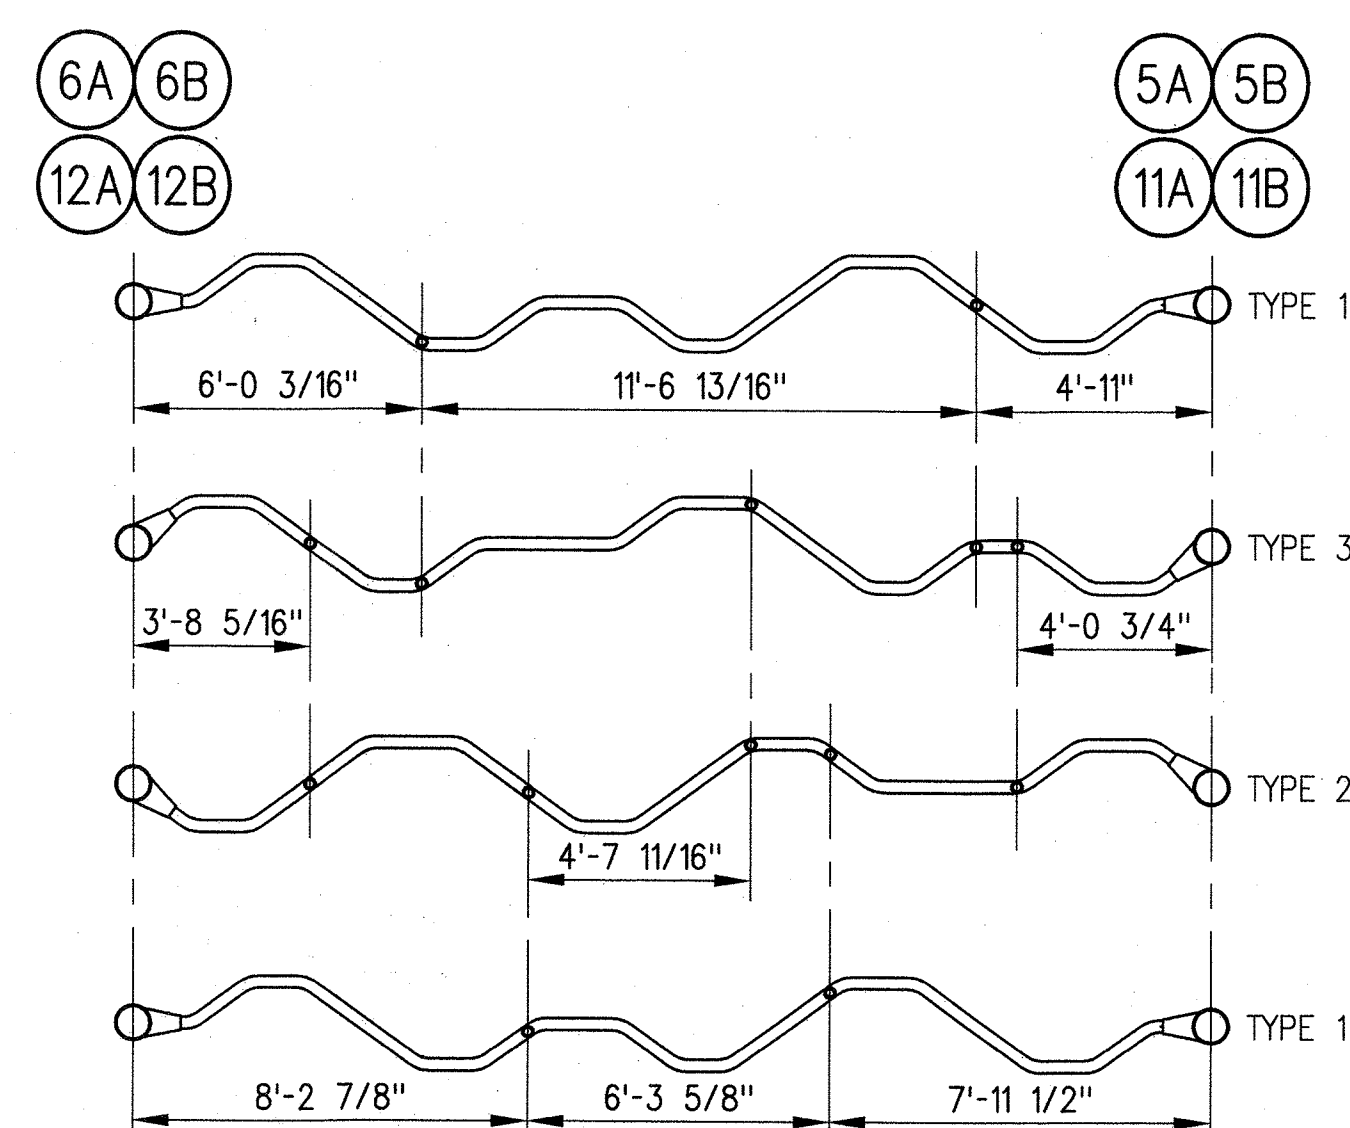 6A 6B 5A 5B
12A 12B 11A 11B
TYPE 1
6'-0 3/16" 11'-6 13/16" 4'-11"
TYPE 3
3'-8 5/16" 4'-0 3/4"
TYPE 2
4'-7 11/16"
TYPE 1
8'-2 7/8" 6'-3 5/8" 7'-11 1/2"